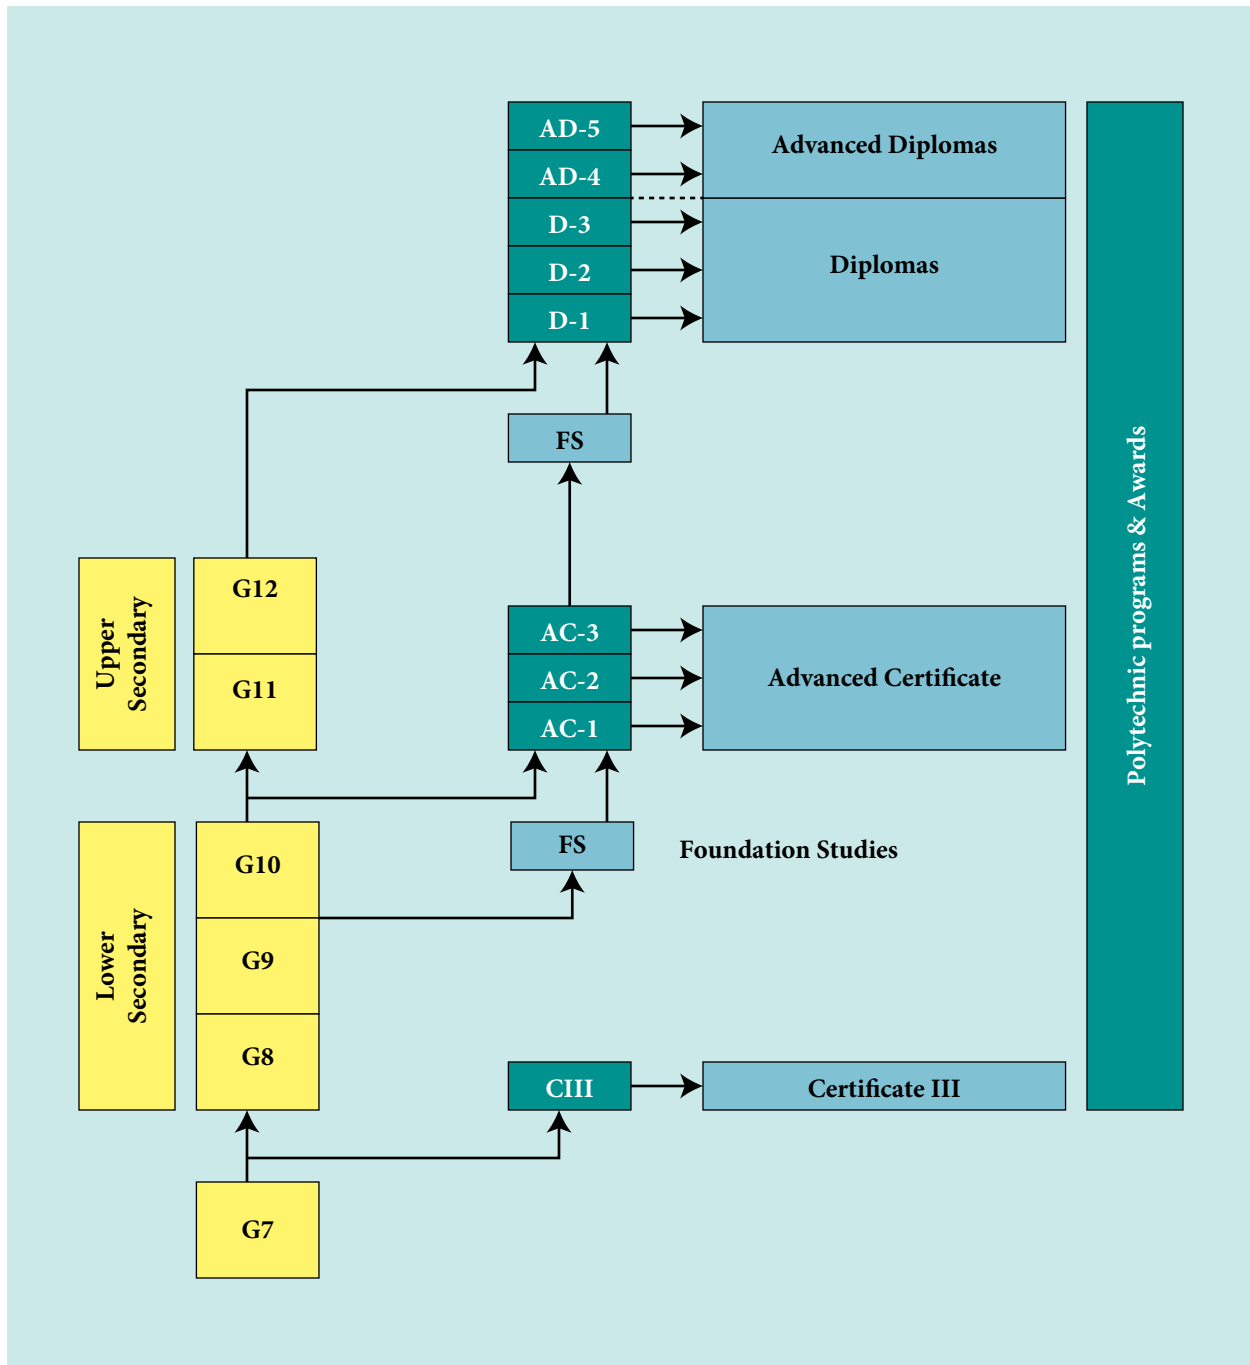 AD-5
Advanced Diplomas
AD-4
D-3
Diplomas
D-2
D-1
FS
Polytechnic programs & Awards
Upper
Secondary
G12
G11
AC-3
AC-2
Advanced Certificate
AC-1
FS
Foundation Studies
Lower
Secondary
G10
G9
G8
CIII
Certificate III
G7